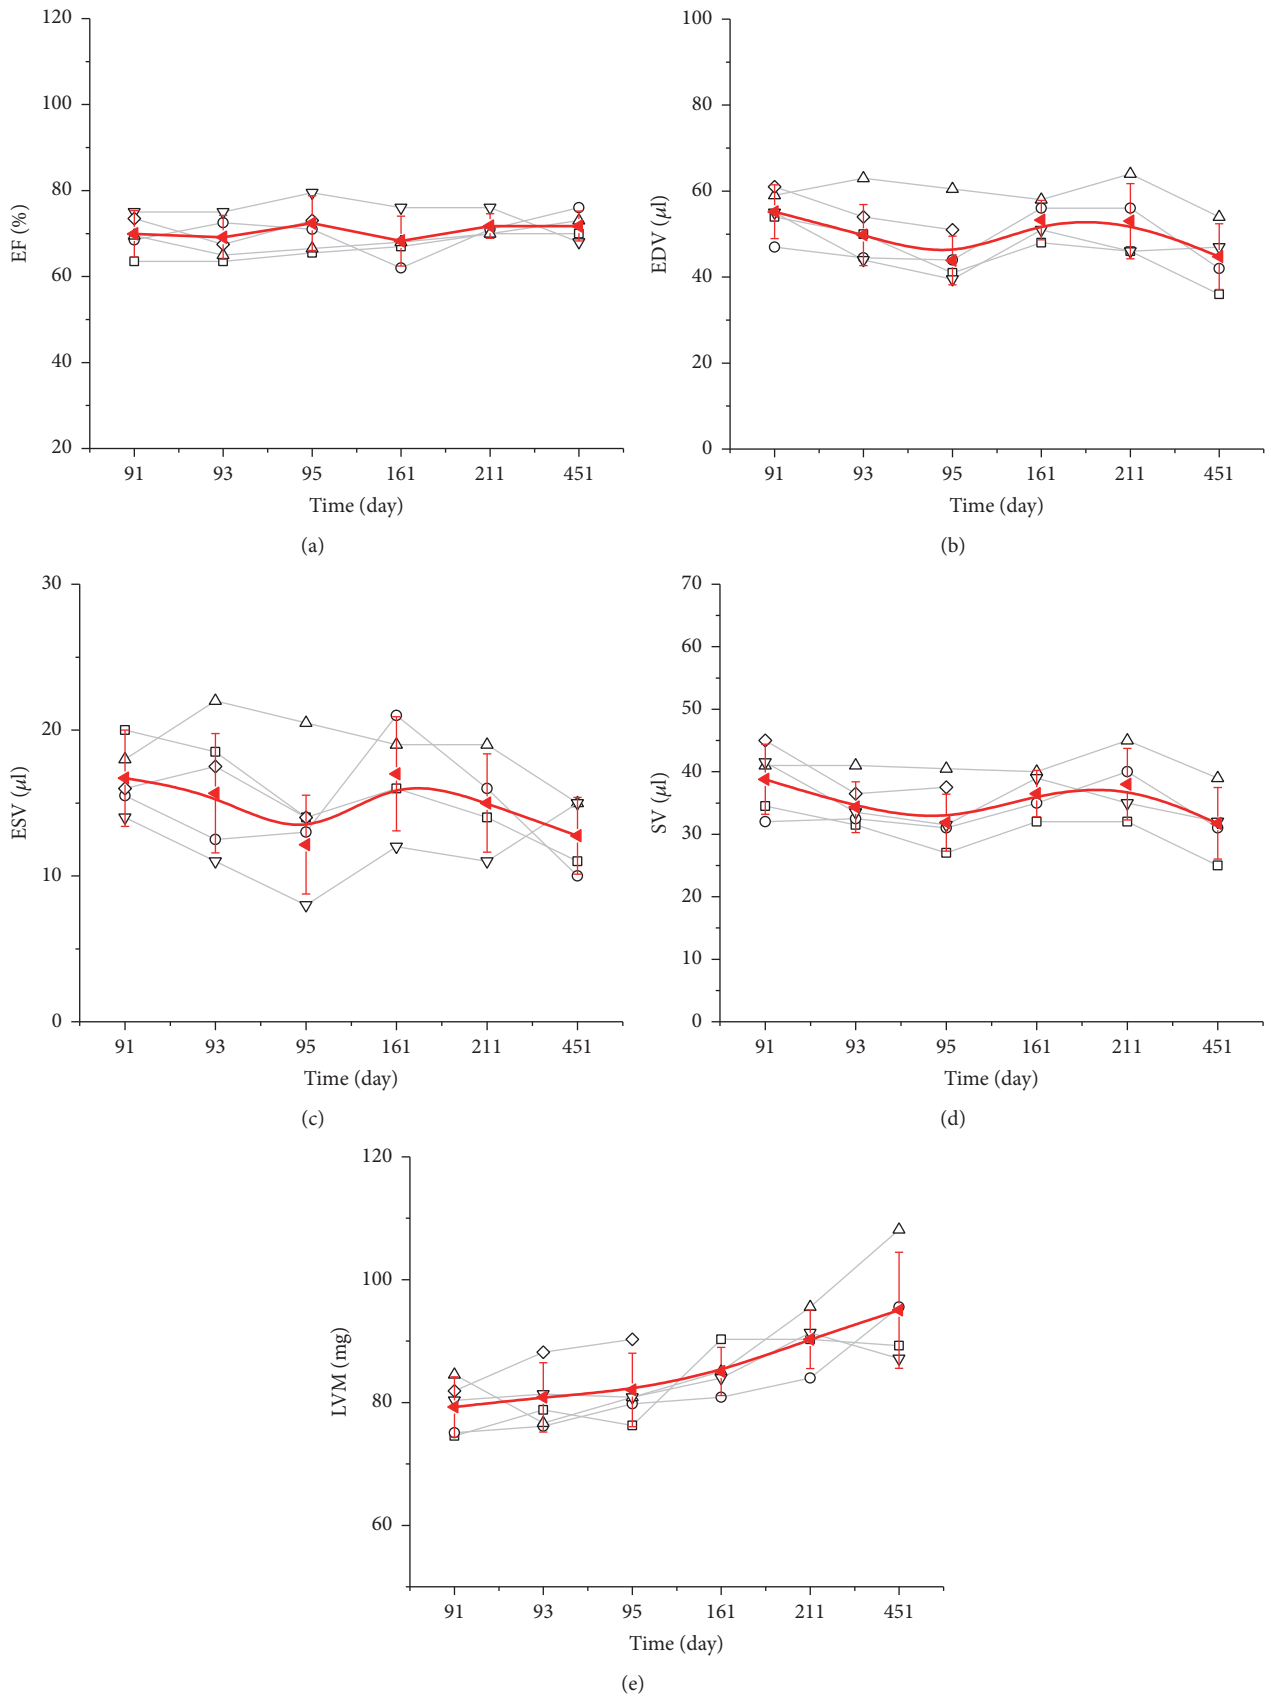 120
100
80
60
40
20
EF (%)
91 93 95 161 211 451
Time (day)
(a)
100
80
60
40
20
0
EDV (μl)
91 93 95 161 211 451
Time (day)
(b)
30
20
10
0
ESV (μl)
91 93 95 161 211 451
Time (day)
(c)
70
60
50
40
30
20
10
0
SV (μl)
91 93 95 161 211 451
Time (day)
(d)
120
100
80
60
LVM (mg)
91 93 95 161 211 451
Time (day)
(e)